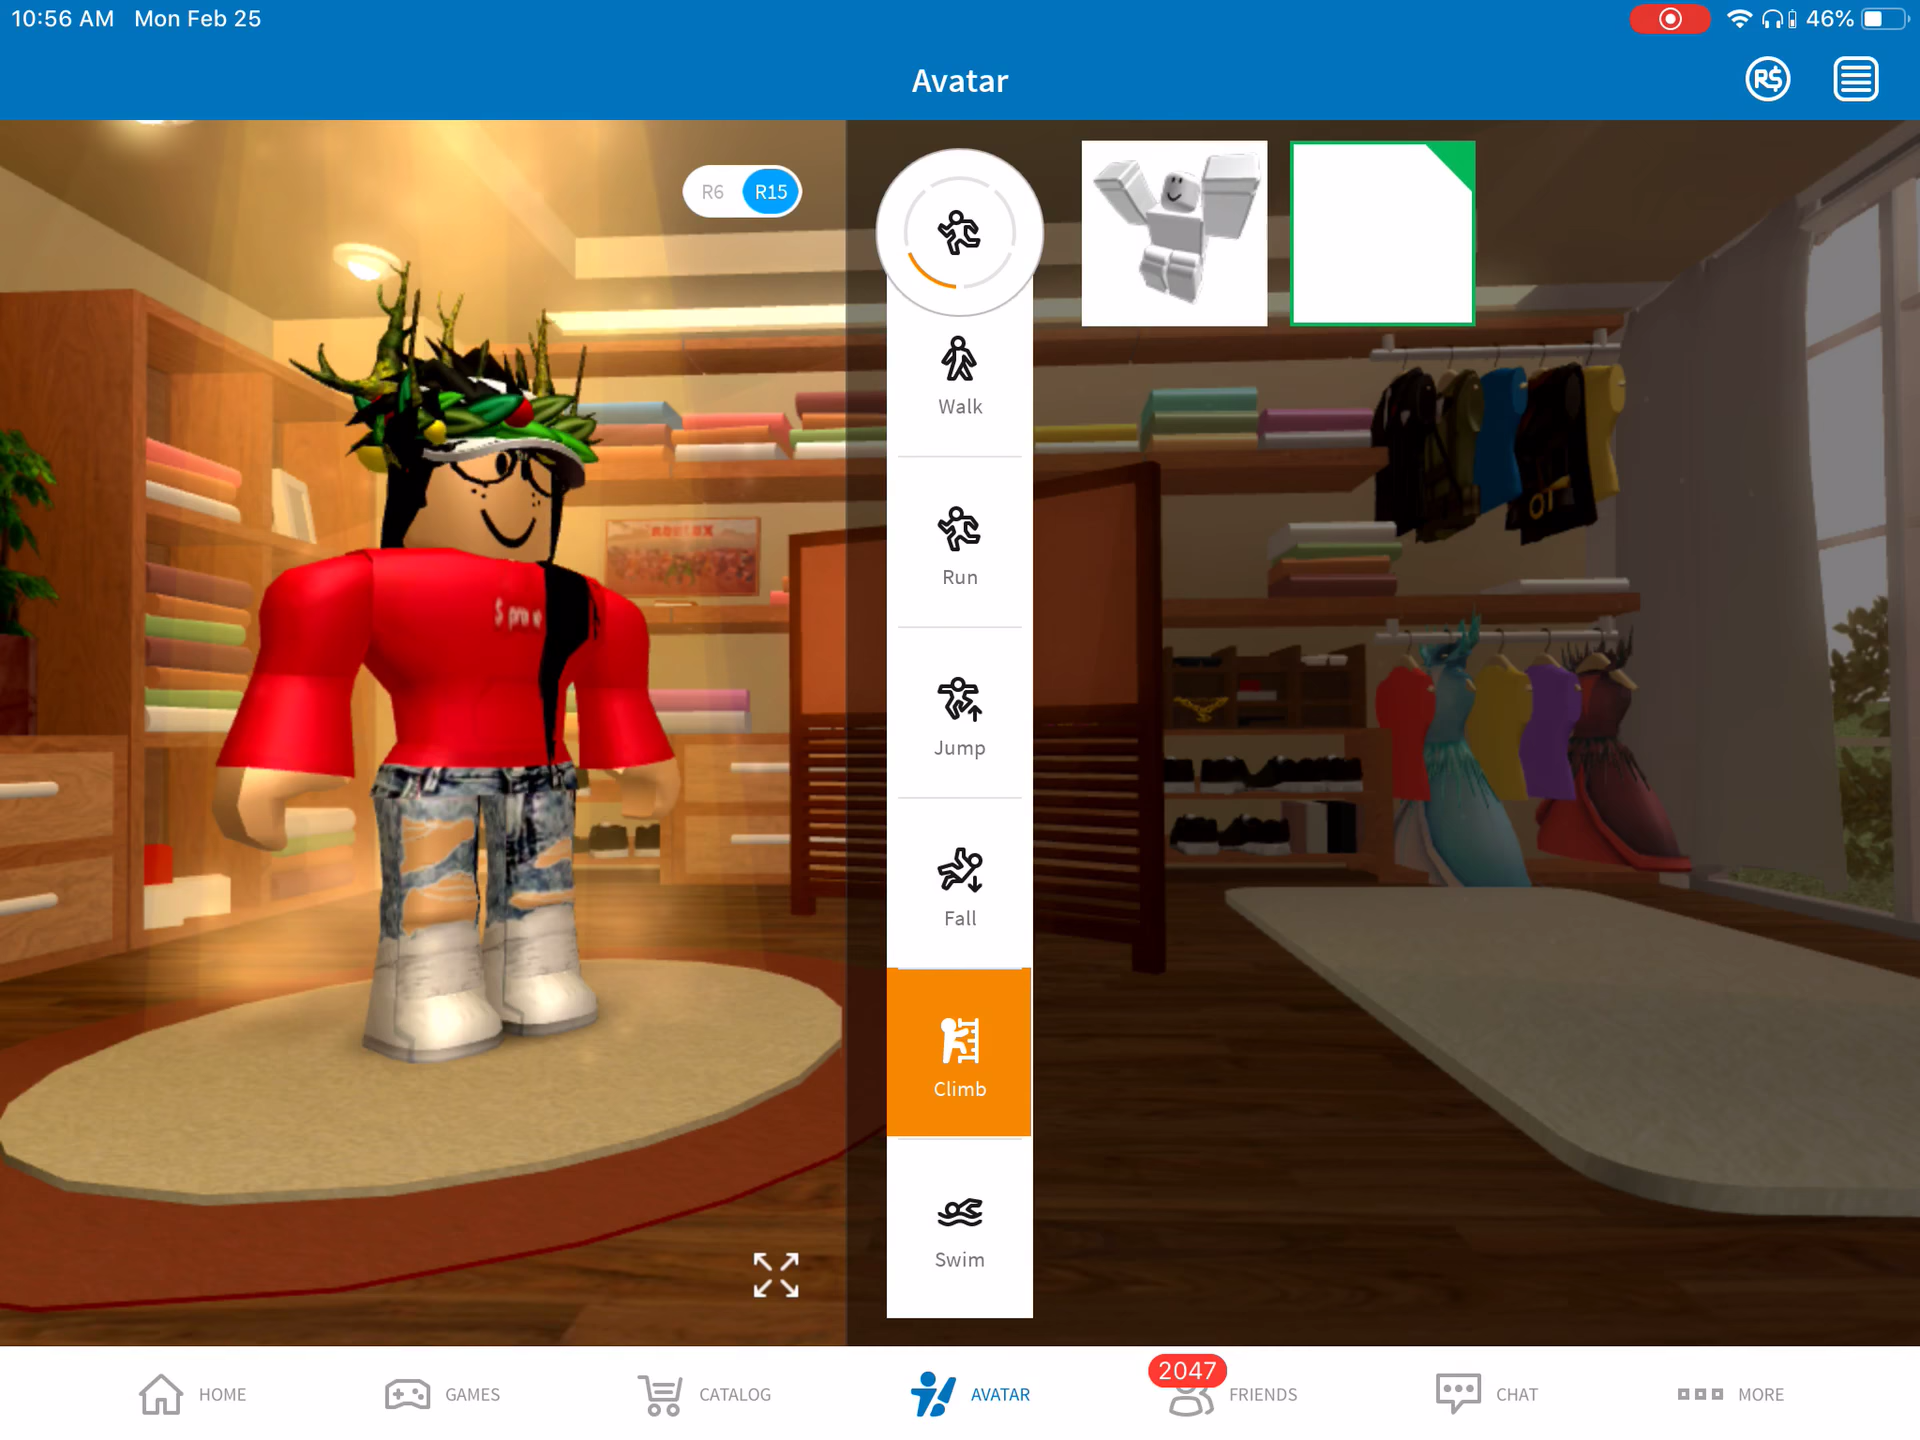 10:56 AM Mon Feb 25
46%
Avatar
R$
R6 R15
Walk
Run
Jump
Fall
Climb
Swim
HOME
GAMES
CATALOG
AVATAR
2047
FRIENDS
CHAT
MORE